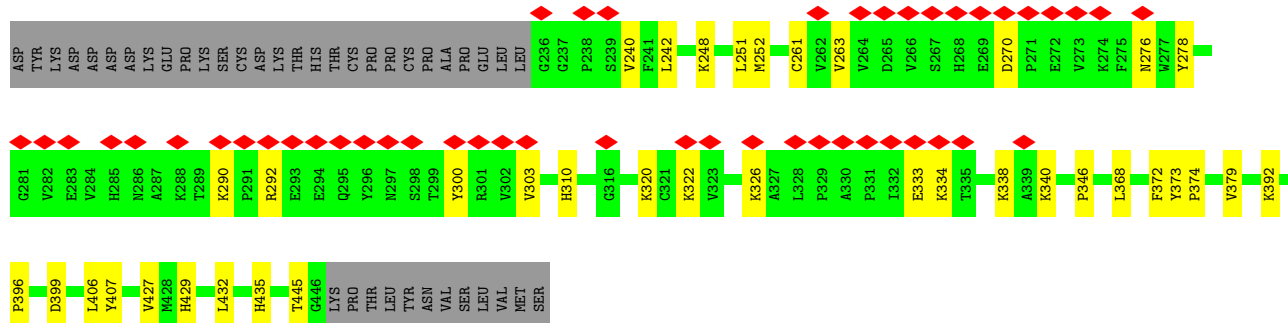 ASP TYR LYS ASP ASP ASP ASP LYS GLU PRO LYS SER CYS ASP LYS THR HIS THR CYS PRO PRO CYS PRO ALA PRO GLU LEU LEU G236 G237 P238 S239 V240 F241 L242 K248 L251 M252 C261 V262 V263 V264 D265 V266 S267 H268 E269 D270 P271 E272 V273 K274 F275 N276 W277 Y278
G281 V282 E283 V284 H285 N286 A287 K288 T289 K290 P291 R292 E293 E294 Q295 Y296 N297 S298 T299 Y300 R301 V302 V303 H310 G316 K320 C321 K322 V323 K326 A327 L328 P329 A330 P331 I332 E333 K334 T335 K338 A339 K340 P346 L368 F372 Y373 P374 V379 K392
P396 D399 L406 Y407 V427 M428 H429 L432 H435 T445 G446 LYS PRO THR LEU TYR ASN VAL SER LEU VAL MET SER